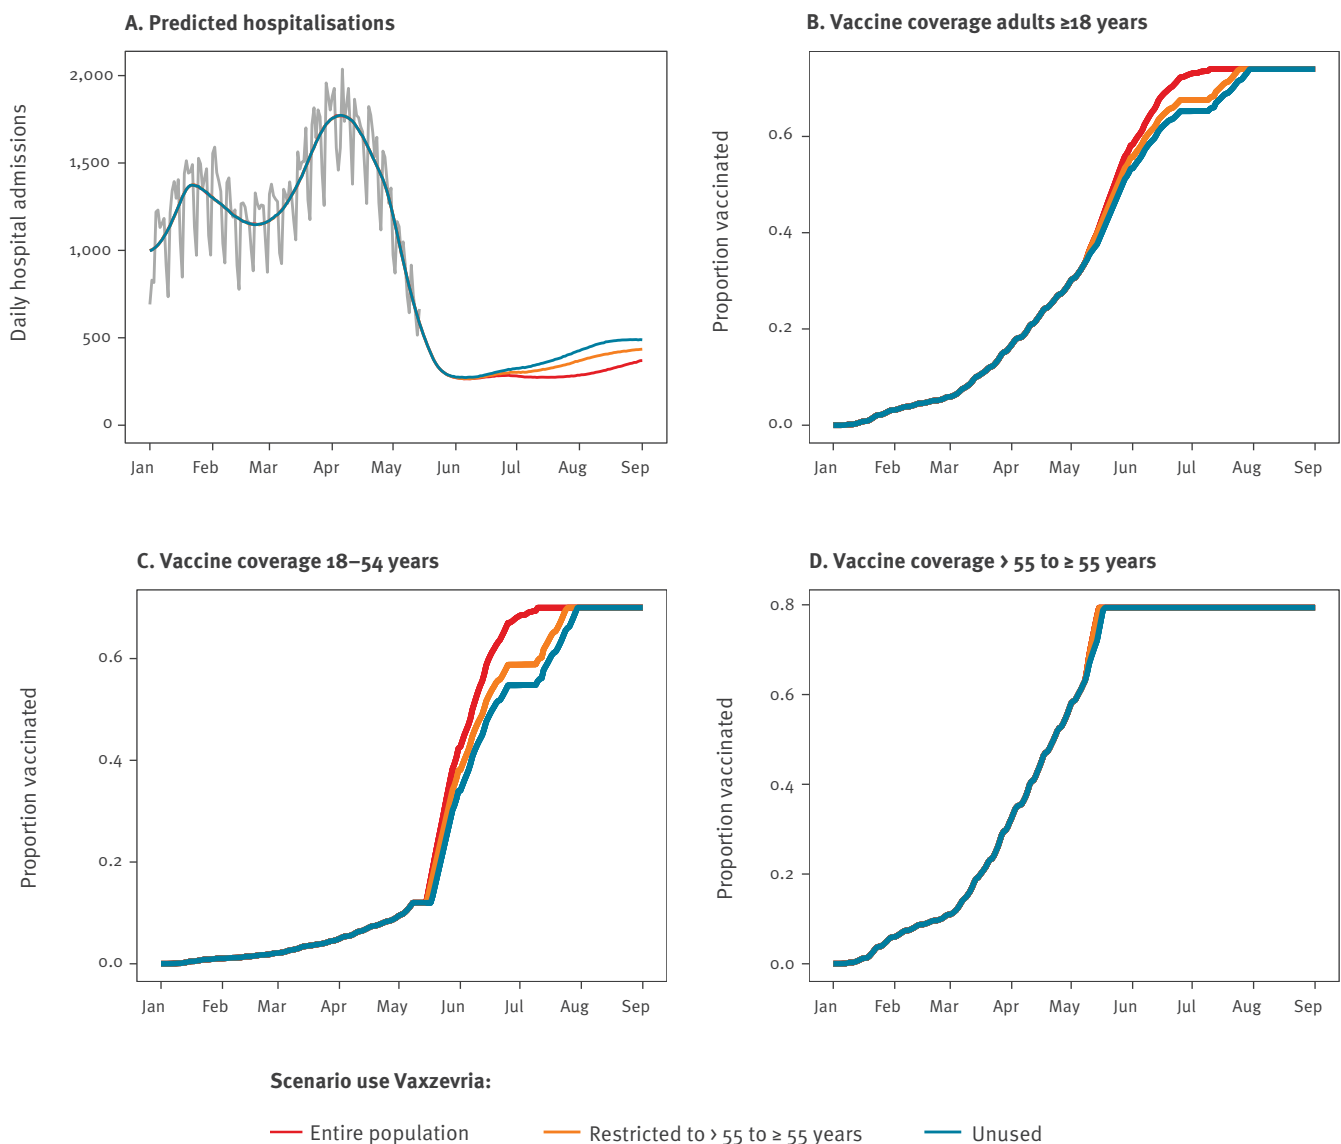 A. Predicted hospitalisations
Daily hospital admissions
2,000
1,500
1,000
500
0
Jan Feb Mar Apr May Jun Jul Aug Sep
B. Vaccine coverage adults ≥18 years
Proportion vaccinated
0.6
0.4
0.2
0.0
Jan Feb Mar Apr May Jun Jul Aug Sep
C. Vaccine coverage 18–54 years
Proportion vaccinated
0.6
0.4
0.2
0.0
Jan Feb Mar Apr May Jun Jul Aug Sep
D. Vaccine coverage > 55 to ≥ 55 years
Proportion vaccinated
0.8
0.6
0.4
0.2
0.0
Jan Feb Mar Apr May Jun Jul Aug Sep
Scenario use Vaxzevria:
Entire population
Restricted to > 55 to ≥ 55 years
Unused